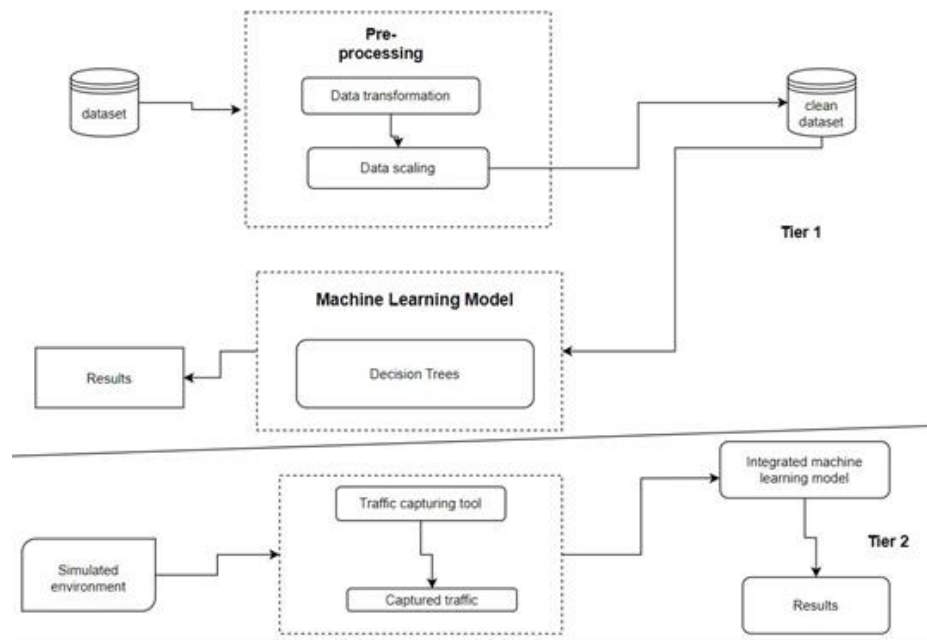 Pre-
processing
dataset
Data transformation
Data scaling
clean
dataset
Tier 1
Machine Learning Model
Decision Trees
Results
Integrated machine
learning model
Traffic capturing tool
Tier 2
Simulated
environment
Captured traffic
Results